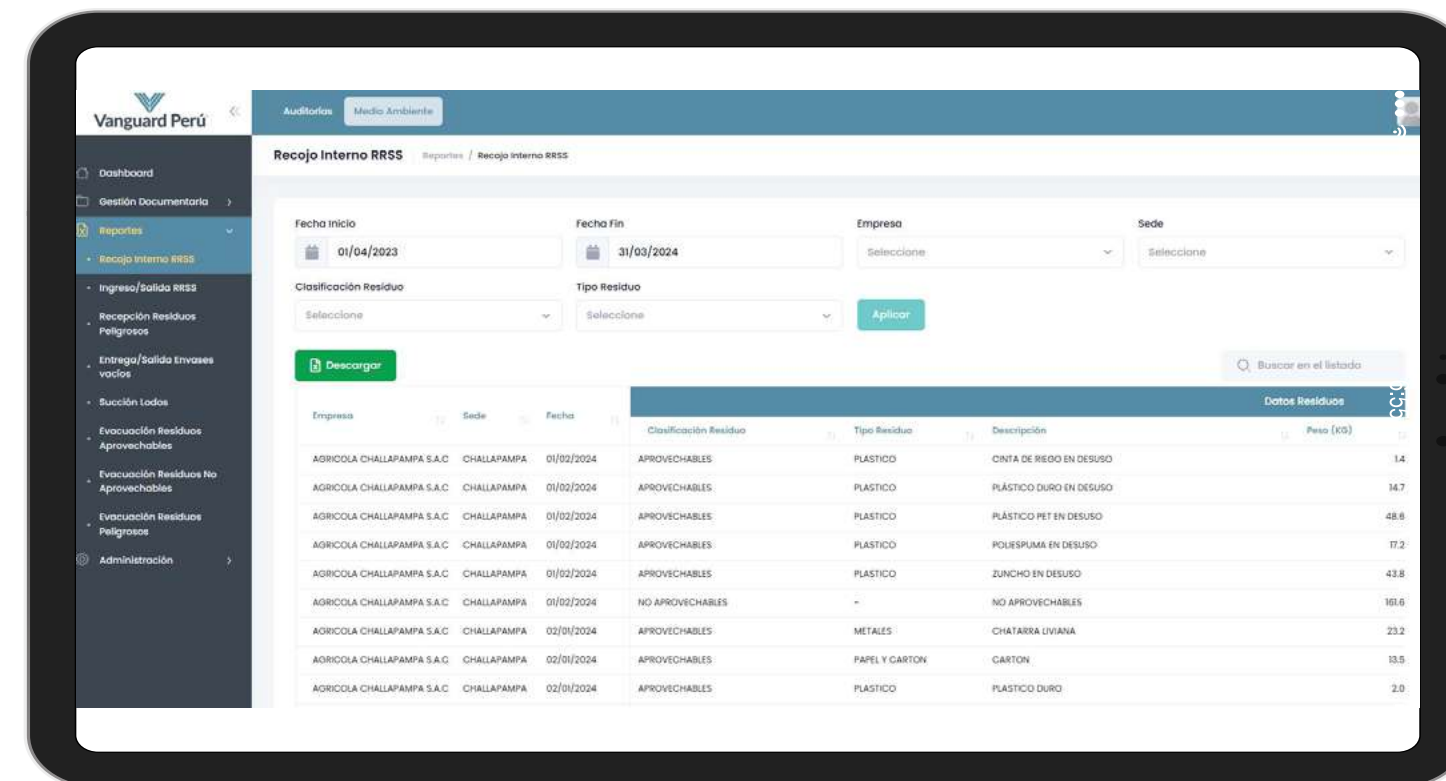 Vanguard Perú
Auditorías Medio Ambiente
Recojo Interno RRSS Reportes / Recojo Interno RRSS
Dashboard
Gestión Documentaria
Reportes
Recojo Interno RRSS
Ingreso/Salida RRSS
Recepción Residuos
Peligrosos
Entrega/Salida Envases
vacíos
Succión Lodos
Evacuación Residuos
Aprovechables
Evacuación Residuos No
Aprovechables
Evacuación Residuos
Peligrosos
Administración
Fecha Inicio Fecha Fin Empresa Sede
01/04/2023 31/03/2024 Seleccione Seleccione
Clasificación Residuo Tipo Residuo
Seleccione Seleccione Aplicar
Descargar Buscar en el listado
Datos Residuos
Empresa Sede Fecha
Clasificación Residuo Tipo Residuo Descripción Peso (KG)
AGRICOLA CHALLAPAMPA S.A.C CHALLAPAMPA 01/02/2024 APROVECHABLES PLASTICO CINTA DE RIEGO EN DESUSO 1.4
AGRICOLA CHALLAPAMPA S.A.C CHALLAPAMPA 01/02/2024 APROVECHABLES PLASTICO PLÁSTICO DURO EN DESUSO 14.7
AGRICOLA CHALLAPAMPA S.A.C CHALLAPAMPA 01/02/2024 APROVECHABLES PLASTICO PLÁSTICO PET EN DESUSO 48.6
AGRICOLA CHALLAPAMPA S.A.C CHALLAPAMPA 01/02/2024 APROVECHABLES PLASTICO POLIESPUMA EN DESUSO 17.2
AGRICOLA CHALLAPAMPA S.A.C CHALLAPAMPA 01/02/2024 APROVECHABLES PLASTICO ZUNCHO EN DESUSO 43.8
AGRICOLA CHALLAPAMPA S.A.C CHALLAPAMPA 01/02/2024 NO APROVECHABLES - NO APROVECHABLES 161.6
AGRICOLA CHALLAPAMPA S.A.C CHALLAPAMPA 02/01/2024 APROVECHABLES METALES CHATARRA LIVIANA 23.2
AGRICOLA CHALLAPAMPA S.A.C CHALLAPAMPA 02/01/2024 APROVECHABLES PAPEL Y CARTON CARTON 13.5
AGRICOLA CHALLAPAMPA S.A.C CHALLAPAMPA 02/01/2024 APROVECHABLES PLASTICO PLASTICO DURO 2.0